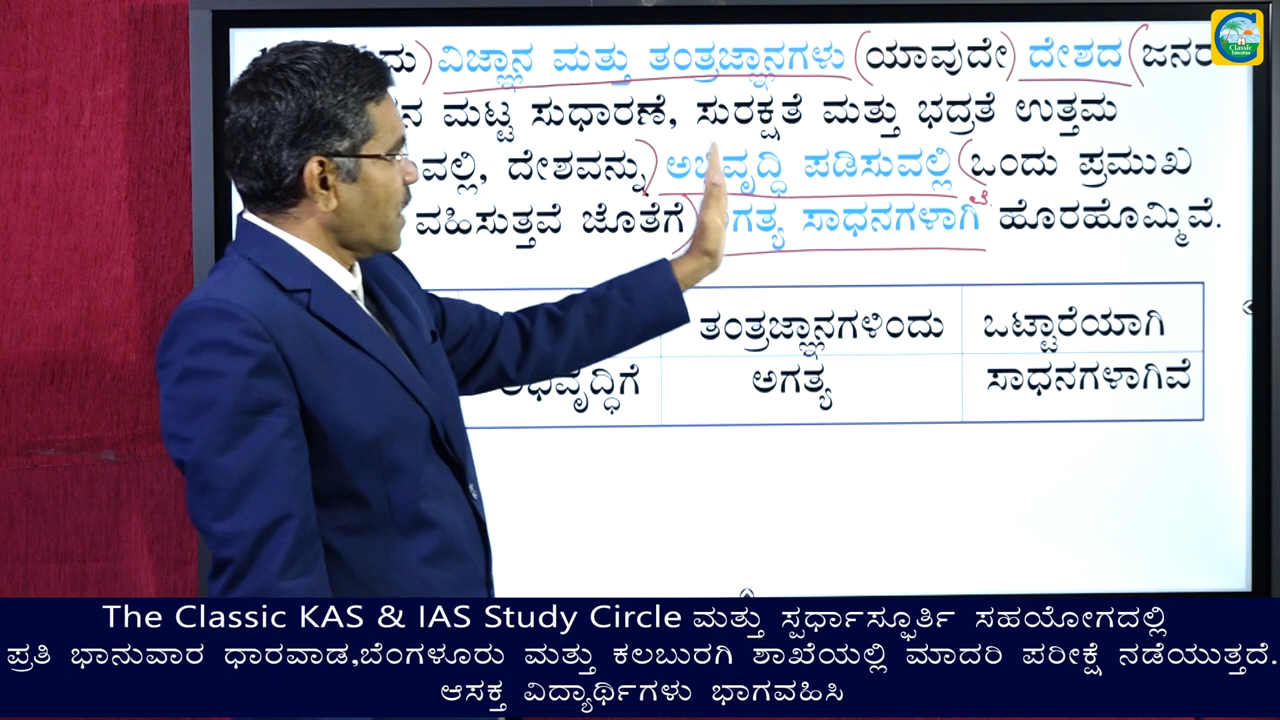 ವಿಜ್ಞಾನ ಮತ್ತು ತಂತ್ರಜ್ಞಾನಗಳು (ಯಾವುದೇ) ದೇಶದ (ಜನರ
ಮಟ್ಟ ಸುಧಾರಣೆ, ಸುರಕ್ಷತೆ ಮತ್ತು ಭದ್ರತೆ ಉತ್ತಮ
ದೇಶವನ್ನು) ಅಭಿವೃದ್ಧಿ ಪಡಿಸುವಲ್ಲಿ (ಒಂದು ಪ್ರಮುಖ
ವಹಿಸುತ್ತವೆ ಜೊತೆಗೆ ಅಗತ್ಯ ಸಾಧನಗಳಾಗಿ ಹೊರಹೊಮ್ಮಿವೆ.
ತಂತ್ರಜ್ಞಾನಗಳಿಂದು ಒಟ್ಟಾರೆಯಾಗಿ
ಅಭಿವೃದ್ಧಿಗೆ ಅಗತ್ಯ ಸಾಧನಗಳಾಗಿವೆ
Classic
Education
The Classic KAS & IAS Study Circle ಮತ್ತು ಸ್ಪರ್ಧಾಸ್ಫೂರ್ತಿ ಸಹಯೋಗದಲ್ಲಿ
ಪ್ರತಿ ಭಾನುವಾರ ಧಾರವಾಡ,ಬೆಂಗಳೂರು ಮತ್ತು ಕಲಬುರಗಿ ಶಾಖೆಯಲ್ಲಿ ಮಾದರಿ ಪರೀಕ್ಷೆ ನಡೆಯುತ್ತದೆ.
ಆಸಕ್ತ ವಿದ್ಯಾರ್ಥಿಗಳು ಭಾಗವಹಿಸಿ